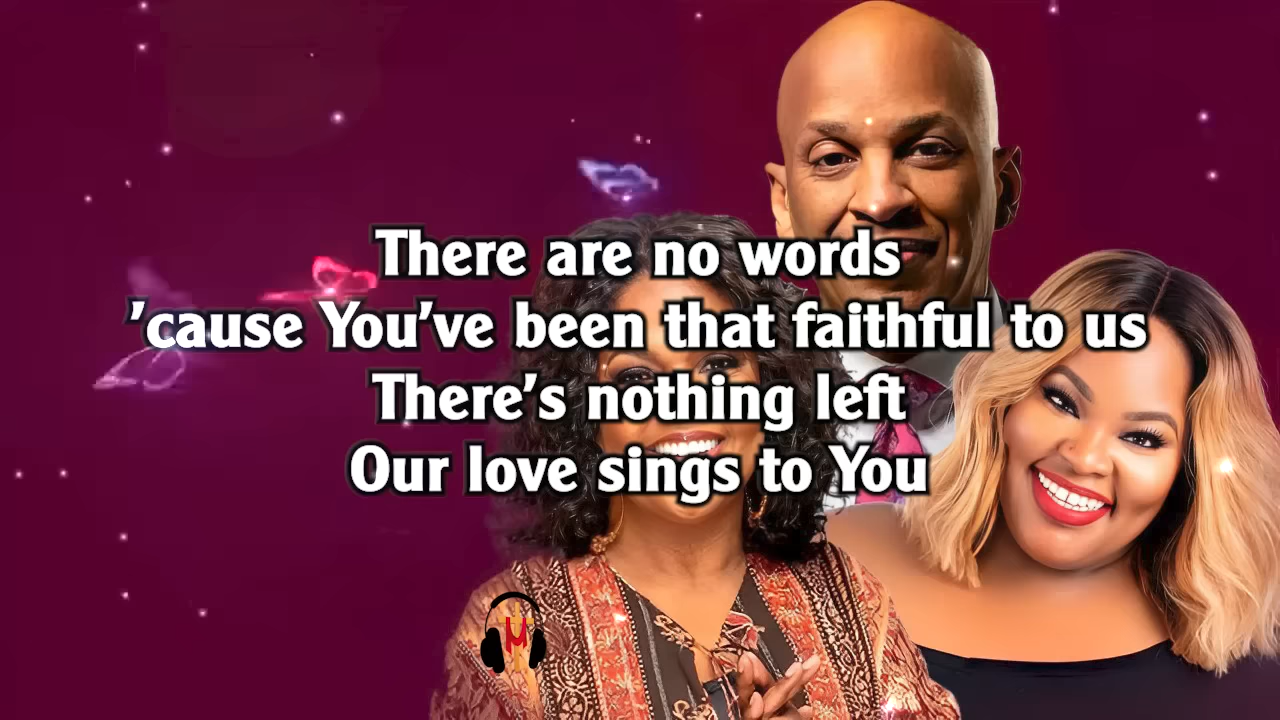 There are no words
'cause You've been that faithful to us
There's nothing left
Our love sings to You